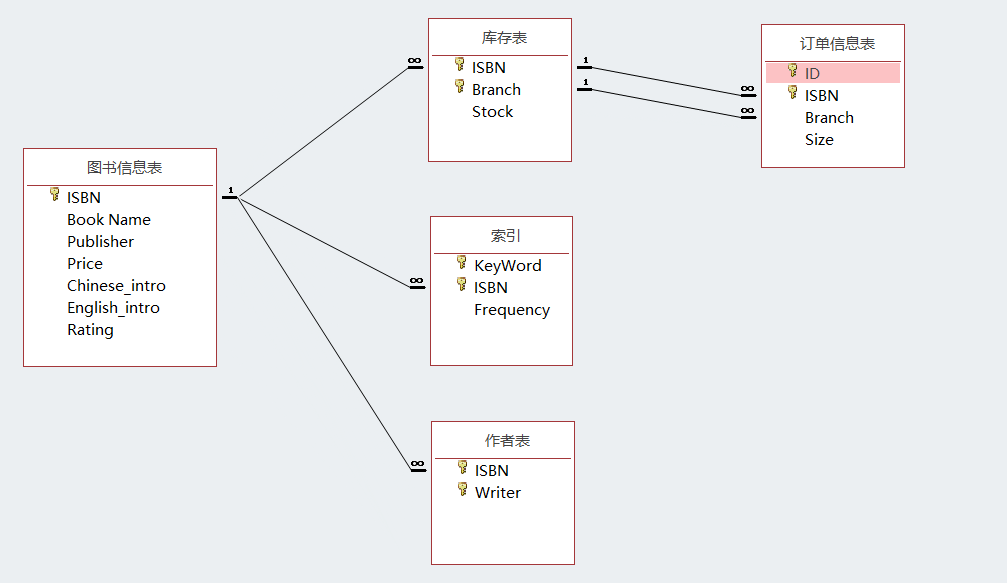 图书信息表
ISBN
Book Name
Publisher
Price
Chinese_intro
English_intro
Rating
1
∞
∞
∞
库存表
ISBN
Branch
Stock
1
1
∞
∞
订单信息表
ID
ISBN
Branch
Size
索引
KeyWord
ISBN
Frequency
作者表
ISBN
Writer